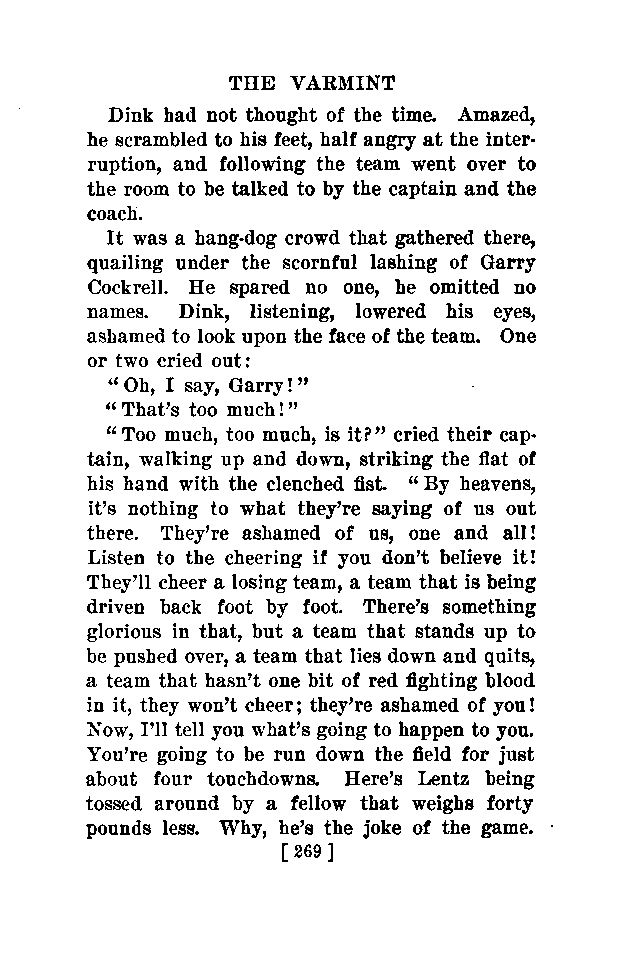 THE VARMINT
Dink had not thought of the time. Amazed,
he scrambled to his feet, half angry at the inter-
ruption, and following the team went over to
the room to be talked to by the captain and the
coach.
It was a hang-dog crowd that gathered there,
quailing under the scornful lashing of Garry
Cockrell. He spared no one, he omitted no
names. Dink, listening, lowered his eyes,
ashamed to look upon the face of the team. One
or two cried out:
"Oh, I say, Garry!"
"That's too much!"
"Too much, too much, is it?" cried their cap-
tain, walking up and down, striking the flat of
his hand with the clenched fist. "By heavens,
it's nothing to what they're saying of us out
there. They're ashamed of us, one and all!
Listen to the cheering if you don't believe it!
They'll cheer a losing team, a team that is being
driven back foot by foot. There's something
glorious in that, but a team that stands up to
be pushed over, a team that lies down and quits,
a team that hasn't one bit of red fighting blood
in it, they won't cheer; they're ashamed of you!
Now, I'll tell you what's going to happen to you.
You're going to be run down the field for just
about four touchdowns. Here's Lentz being
tossed around by a fellow that weighs forty
pounds less. Why, he's the joke of the game.
[ 269 ]